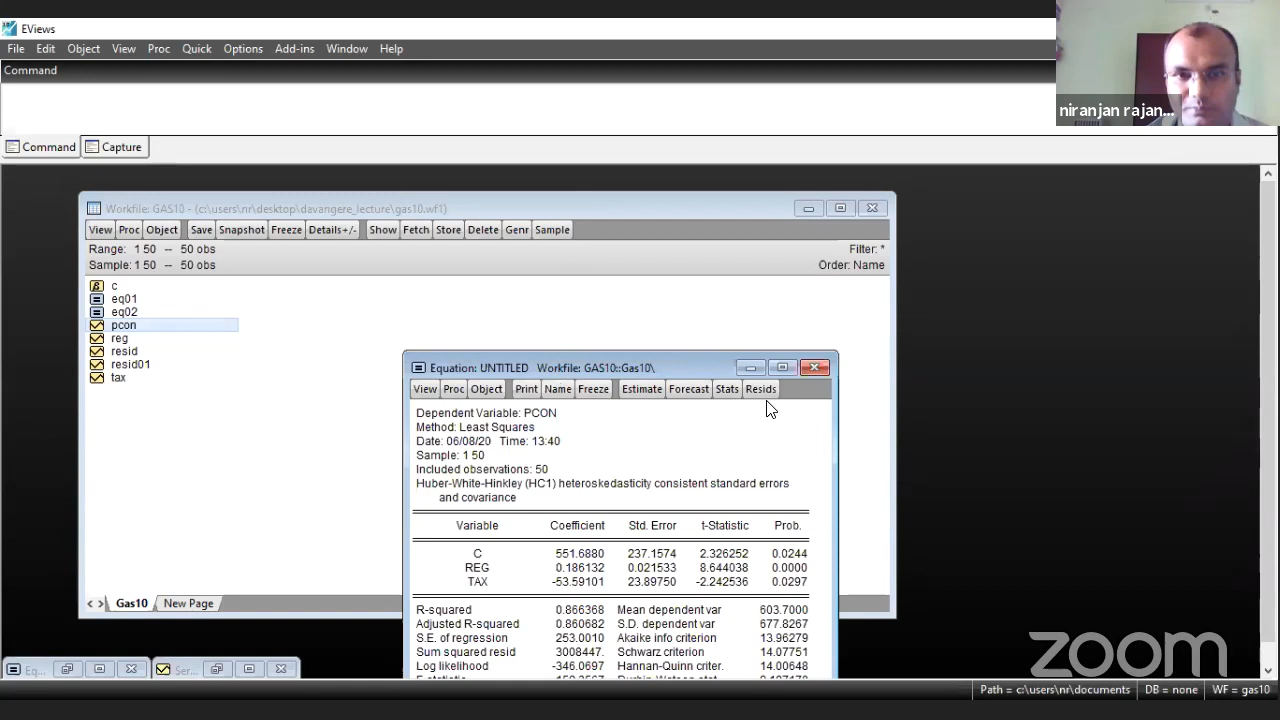 EViews
File Edit Object View Proc Quick Options Add-ins Window Help
Command
niranjan rajan...
Command Capture
Workfile: GAS10 - (c:\users\nr\desktop\davangere_lecture\gas10.wf1)
View Proc Object Save Snapshot Freeze Details+/- Show Fetch Store Delete Genr Sample
Range: 1 50 -- 50 obs Filter: *
Sample: 1 50 -- 50 obs Order: Name
c
eq01
eq02
pcon
reg
resid
resid01
tax
Equation: UNTITLED Workfile: GAS10::Gas10\
View Proc Object Print Name Freeze Estimate Forecast Stats Resids
Dependent Variable: PCON
Method: Least Squares
Date: 06/08/20 Time: 13:40
Sample: 1 50
Included observations: 50
Huber-White-Hinkley (HC1) heteroskedasticity consistent standard errors
and covariance
Variable Coefficient Std. Error t-Statistic Prob.
C 551.6880 237.1574 2.326252 0.0244
REG 0.186132 0.021533 8.644038 0.0000
TAX -53.59101 23.89750 -2.242536 0.0297
R-squared 0.866368 Mean dependent var 603.7000
Adjusted R-squared 0.860682 S.D. dependent var 677.8267
S.E. of regression 253.0010 Akaike info criterion 13.96279
Sum squared resid 3008447. Schwarz criterion 14.07751
Log likelihood -346.0697 Hannan-Quinn criter. 14.00648
Gas10 New Page
Eq... Ser...
zoom
Path = c:\users\nr\documents DB = none WF = gas10